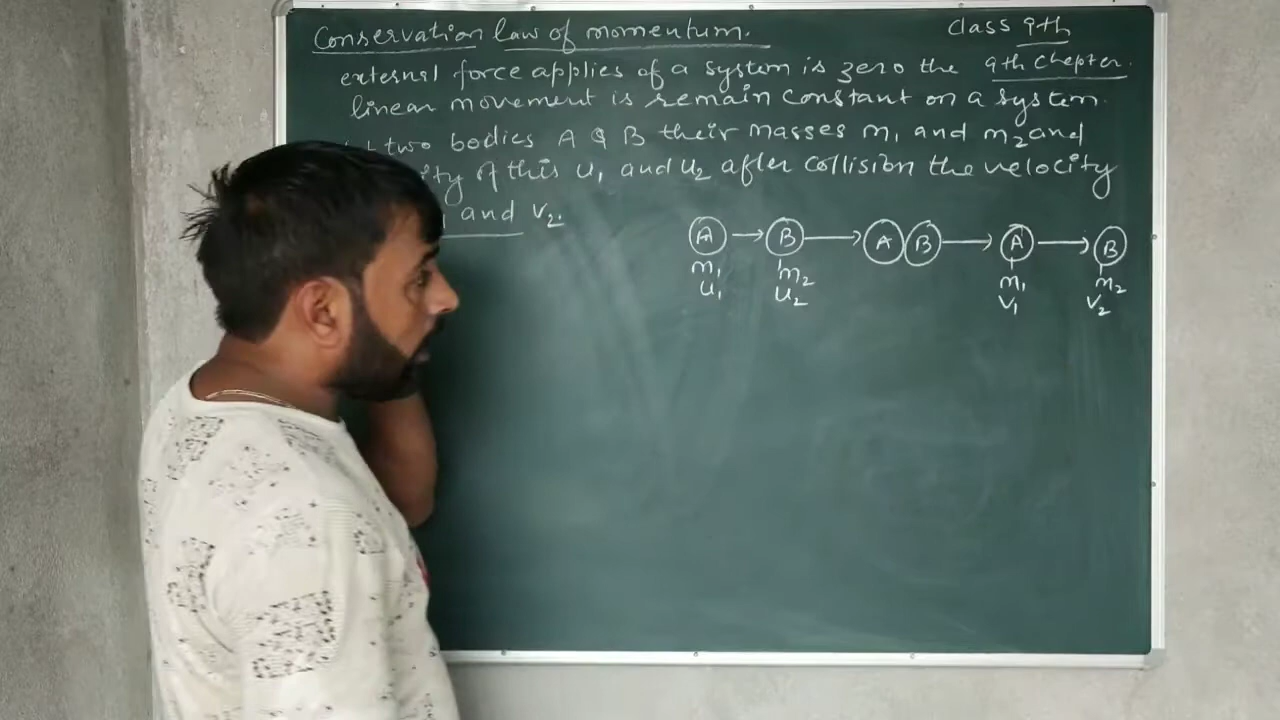 Conservation law of momentum. Class 9th
external force applies of a system is zero the 9th Chepter.
linear movement is remain constant on a system.
two bodies A & B their masses m₁ and m₂ and
of this u₁ and u₂ after collision the velocity
and v₂.
A B A B A B
m₁ m₂ m₁ m₂
u₁ u₂ v₁ v₂